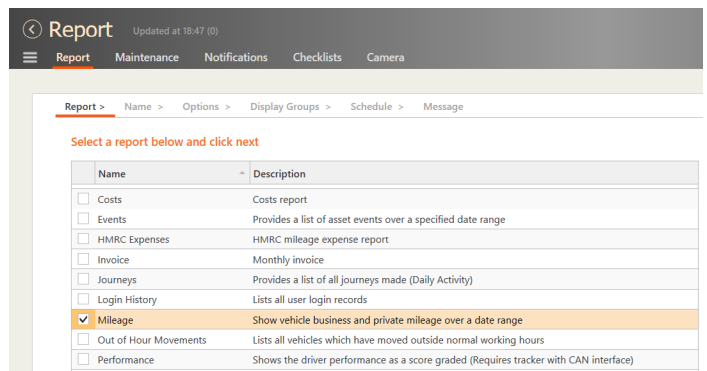 Report Updated at 18:47 (0)
Report Maintenance Notifications Checklists Camera
Report > Name > Options > Display Groups > Schedule > Message
Select a report below and click next
Name Description
Costs Costs report
Events Provides a list of asset events over a specified date range
HMRC Expenses HMRC mileage expense report
Invoice Monthly invoice
Journeys Provides a list of all journeys made (Daily Activity)
Login History Lists all user login records
Mileage Show vehicle business and private mileage over a date range
Out of Hour Movements Lists all vehicles which have moved outside normal working hours
Performance Shows the driver performance as a score graded (Requires tracker with CAN interface)